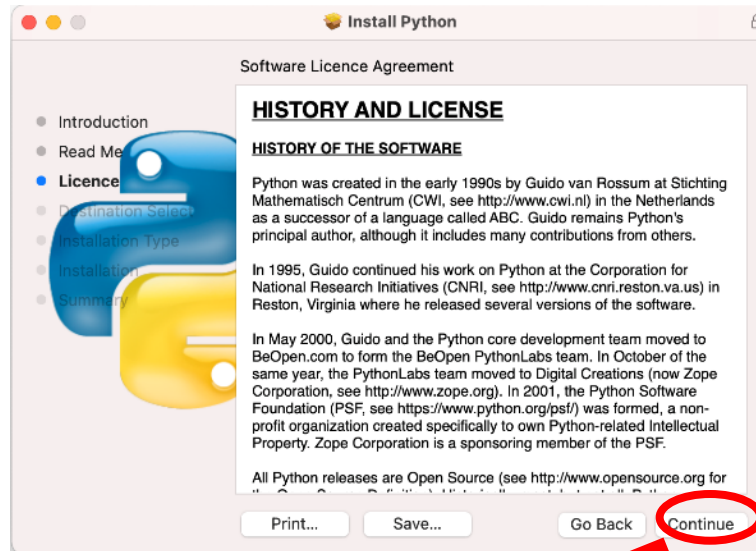 Install Python
Software Licence Agreement
Introduction
Read Me
Licence
Destination Select
Installation Type
Installation
Summary
HISTORY AND LICENSE
HISTORY OF THE SOFTWARE
Python was created in the early 1990s by Guido van Rossum at Stichting
Mathematisch Centrum (CWI, see http://www.cwi.nl) in the Netherlands
as a successor of a language called ABC. Guido remains Python's
principal author, although it includes many contributions from others.
In 1995, Guido continued his work on Python at the Corporation for
National Research Initiatives (CNRI, see http://www.cnri.reston.va.us) in
Reston, Virginia where he released several versions of the software.
In May 2000, Guido and the Python core development team moved to
BeOpen.com to form the BeOpen PythonLabs team. In October of the
same year, the PythonLabs team moved to Digital Creations (now Zope
Corporation, see http://www.zope.org). In 2001, the Python Software
Foundation (PSF, see https://www.python.org/psf/) was formed, a non-
profit organization created specifically to own Python-related Intellectual
Property. Zope Corporation is a sponsoring member of the PSF.
All Python releases are Open Source (see http://www.opensource.org for
Print...
Save...
Go Back
Continue